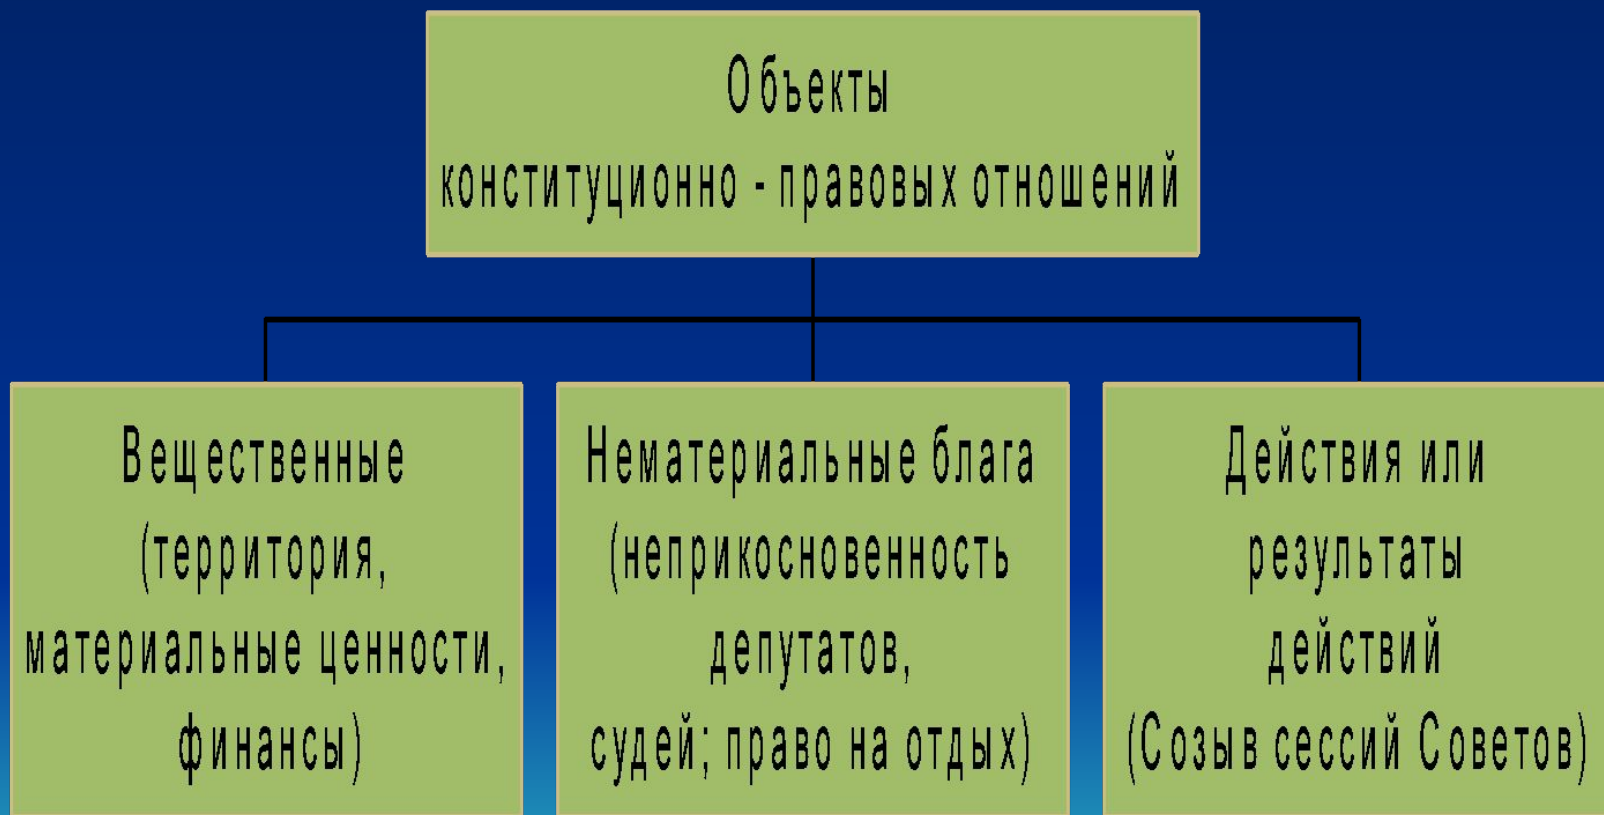 Объекты
конституционно - правовых отношений
Вещественные
(территория,
материальные ценности,
финансы)
Нематериальные блага
(неприкосновенность
депутатов,
судей; право на отдых)
Действия или
результаты
действий
(Созыв сессий Советов)